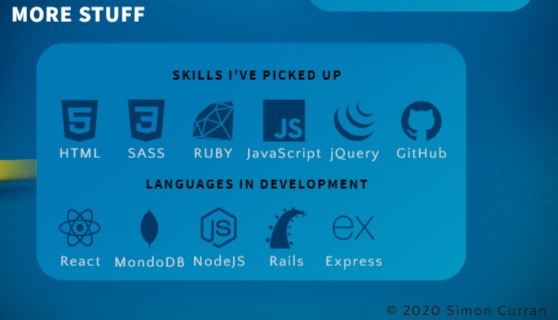 MORE STUFF
SKILLS I'VE PICKED UP
5 3 JS
HTML SASS RUBY JavaScript jQuery GitHub
LANGUAGES IN DEVELOPMENT
JS ex
React MondoDB NodeJS Rails Express
© 2020 Simon Curran